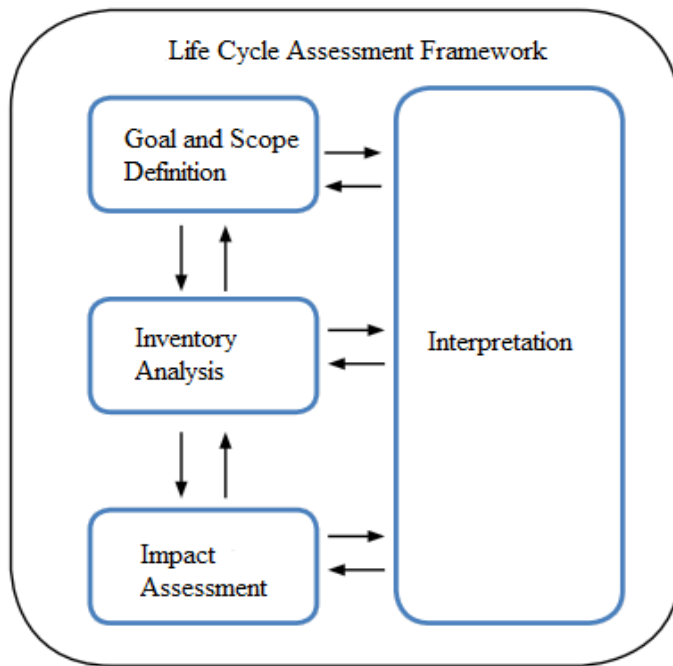 Life Cycle Assessment Framework
Goal and Scope
Definition
Inventory
Analysis
Interpretation
Impact
Assessment